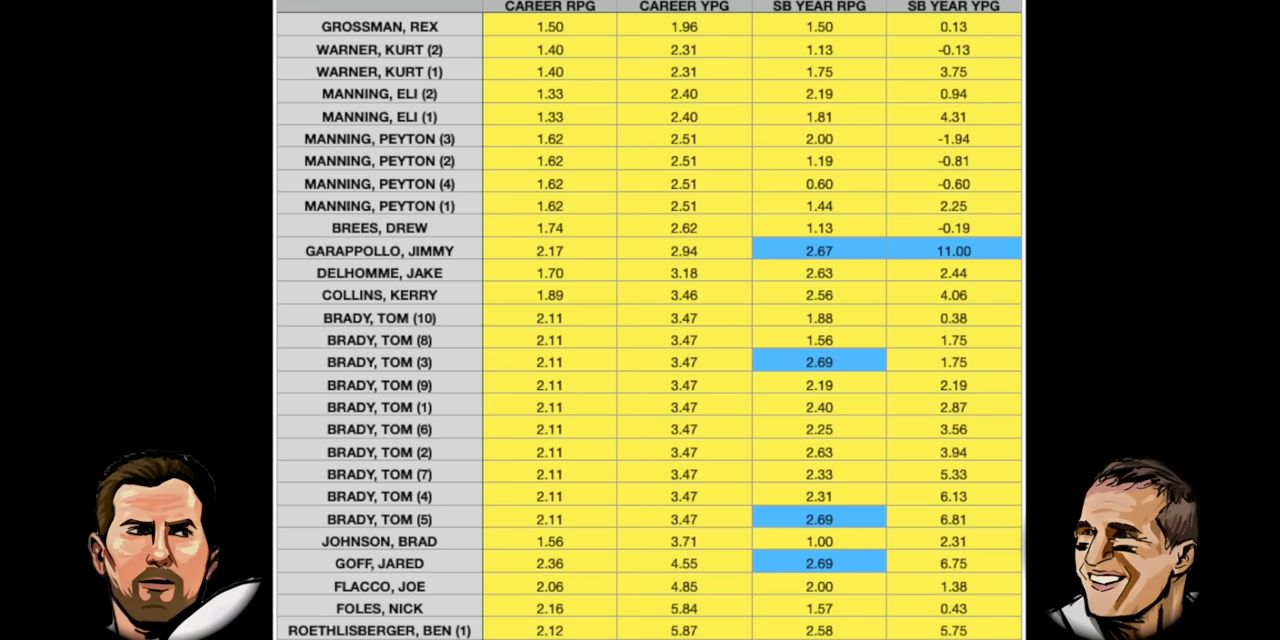 CAREER RPG CAREER YPG SB YEAR RPG SB YEAR YPG
GROSSMAN, REX 1.50 1.96 1.50 0.13
WARNER, KURT (2) 1.40 2.31 1.13 -0.13
WARNER, KURT (1) 1.40 2.31 1.75 3.75
MANNING, ELI (2) 1.33 2.40 2.19 0.94
MANNING, ELI (1) 1.33 2.40 1.81 4.31
MANNING, PEYTON (3) 1.62 2.51 2.00 -1.94
MANNING, PEYTON (2) 1.62 2.51 1.19 -0.81
MANNING, PEYTON (4) 1.62 2.51 0.60 -0.60
MANNING, PEYTON (1) 1.62 2.51 1.44 2.25
BREES, DREW 1.74 2.62 1.13 -0.19
GARAPPOLLO, JIMMY 2.17 2.94 2.67 11.00
DELHOMME, JAKE 1.70 3.18 2.63 2.44
COLLINS, KERRY 1.89 3.46 2.56 4.06
BRADY, TOM (10) 2.11 3.47 1.88 0.38
BRADY, TOM (8) 2.11 3.47 1.56 1.75
BRADY, TOM (3) 2.11 3.47 2.69 1.75
BRADY, TOM (9) 2.11 3.47 2.19 2.19
BRADY, TOM (1) 2.11 3.47 2.40 2.87
BRADY, TOM (6) 2.11 3.47 2.25 3.56
BRADY, TOM (2) 2.11 3.47 2.63 3.94
BRADY, TOM (7) 2.11 3.47 2.33 5.33
BRADY, TOM (4) 2.11 3.47 2.31 6.13
BRADY, TOM (5) 2.11 3.47 2.69 6.81
JOHNSON, BRAD 1.56 3.71 1.00 2.31
GOFF, JARED 2.36 4.55 2.69 6.75
FLACCO, JOE 2.06 4.85 2.00 1.38
FOLES, NICK 2.16 5.84 1.57 0.43
ROETHLISBERGER, BEN (1) 2.12 5.87 2.58 5.75